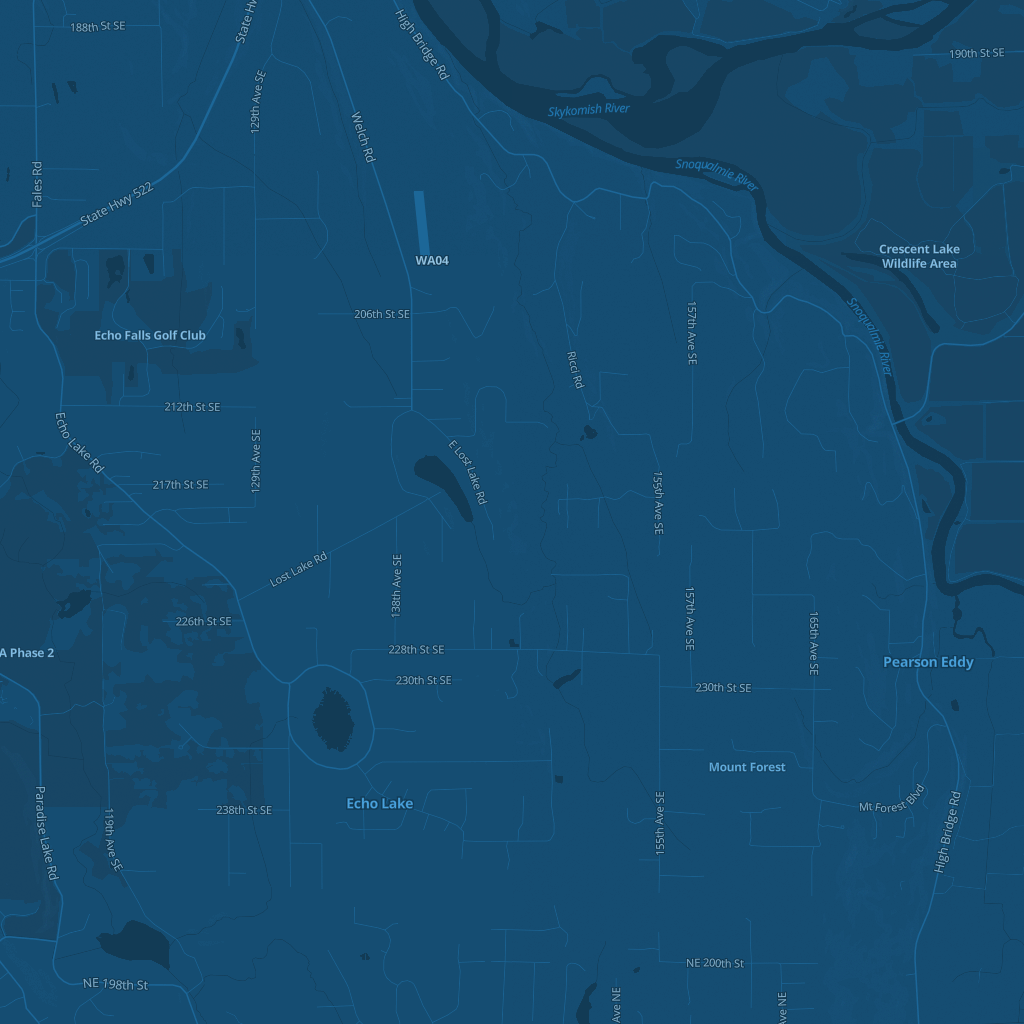 188th St SE
State Hw
High Bridge Rd
190th St SE
129th Ave SE
Skykomish River
Welch Rd
Snoqualmie River
Fales Rd
State Hwy 522
WA04
Crescent Lake
Wildlife Area
206th St SE
157th Ave SE
Snoqualmie River
Echo Falls Golf Club
Ricci Rd
212th St SE
Echo Lake Rd
129th Ave SE
E Lost Lake Rd
217th St SE
155th Ave SE
Lost Lake Rd
138th Ave SE
157th Ave SE
226th St SE
165th Ave SE
A Phase 2
228th St SE
Pearson Eddy
230th St SE
230th St SE
Mount Forest
Echo Lake
238th St SE
Mt Forest Blvd
Paradise Lake Rd
119th Ave SE
155th Ave SE
High Bridge Rd
NE 200th St
NE 198th St
Ave NE
Ave NE